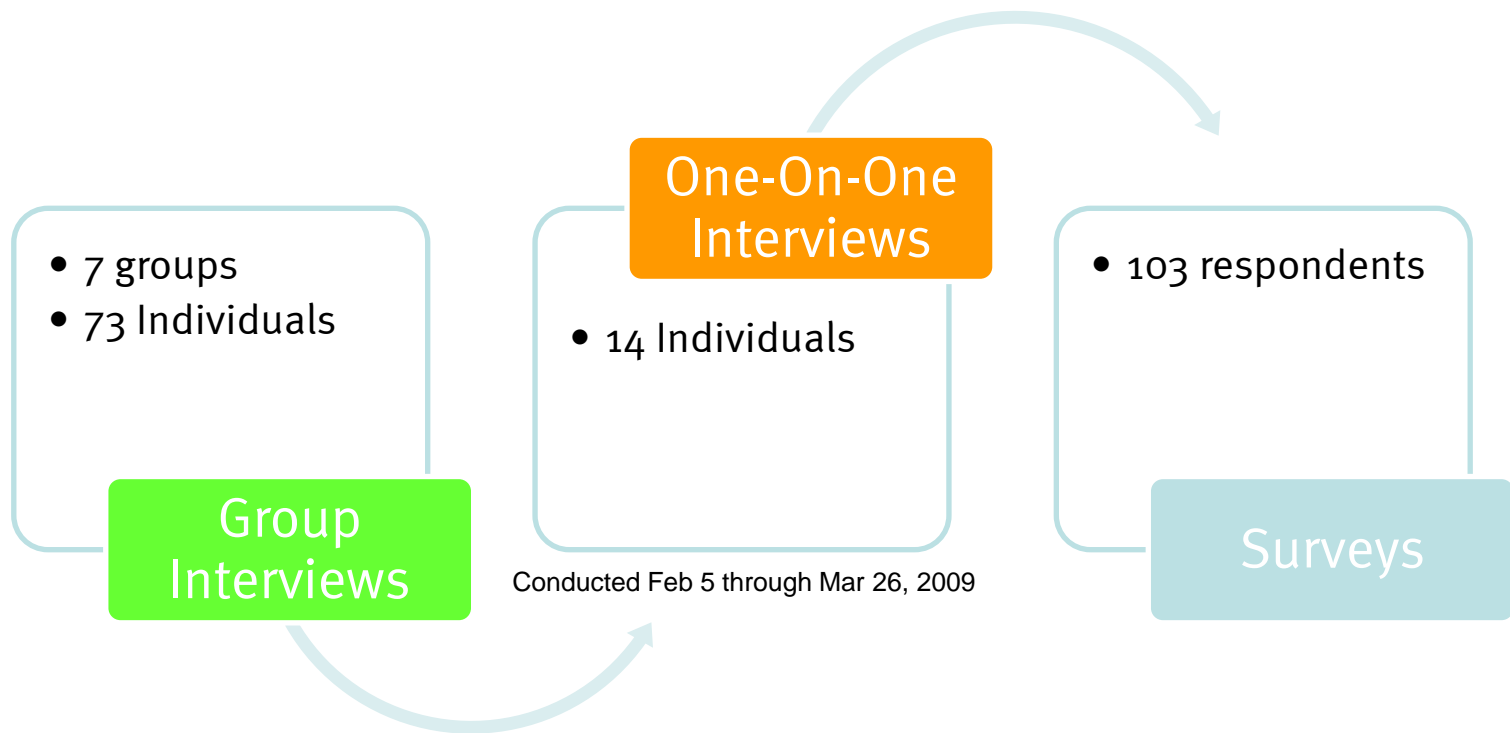 • 7 groups
• 73 Individuals
Group
Interviews
One-On-One
Interviews
• 14 Individuals
Conducted Feb 5 through Mar 26, 2009
• 103 respondents
Surveys